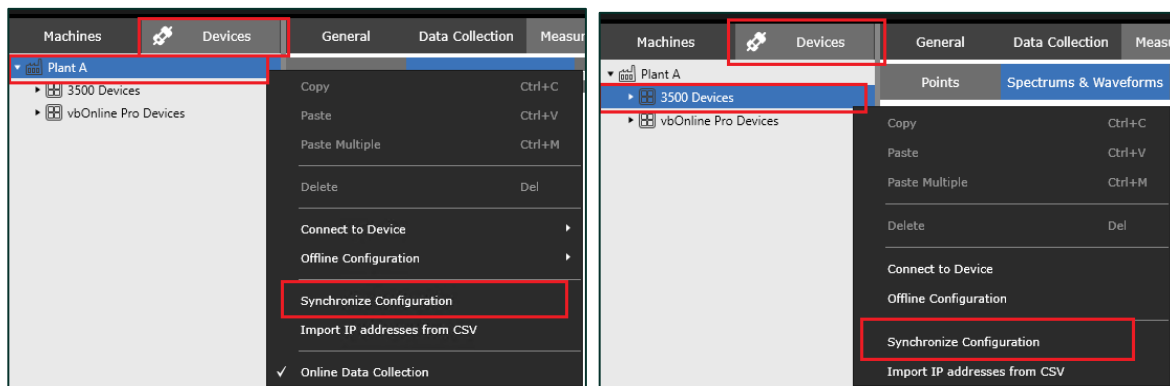 Machines Devices General Data Collection Measur
Plant A
3500 Devices
vbOnline Pro Devices
Copy Ctrl+C
Paste Ctrl+V
Paste Multiple Ctrl+M
Delete Del
Connect to Device
Offline Configuration
Synchronize Configuration
Import IP addresses from CSV
✓ Online Data Collection
Machines Devices General Data Collection Meas
Plant A Points Spectrums & Waveforms
3500 Devices
vbOnline Pro Devices
Copy Ctrl+C
Paste Ctrl+V
Paste Multiple Ctrl+M
Delete Del
Connect to Device
Offline Configuration
Synchronize Configuration
Import IP addresses from CSV